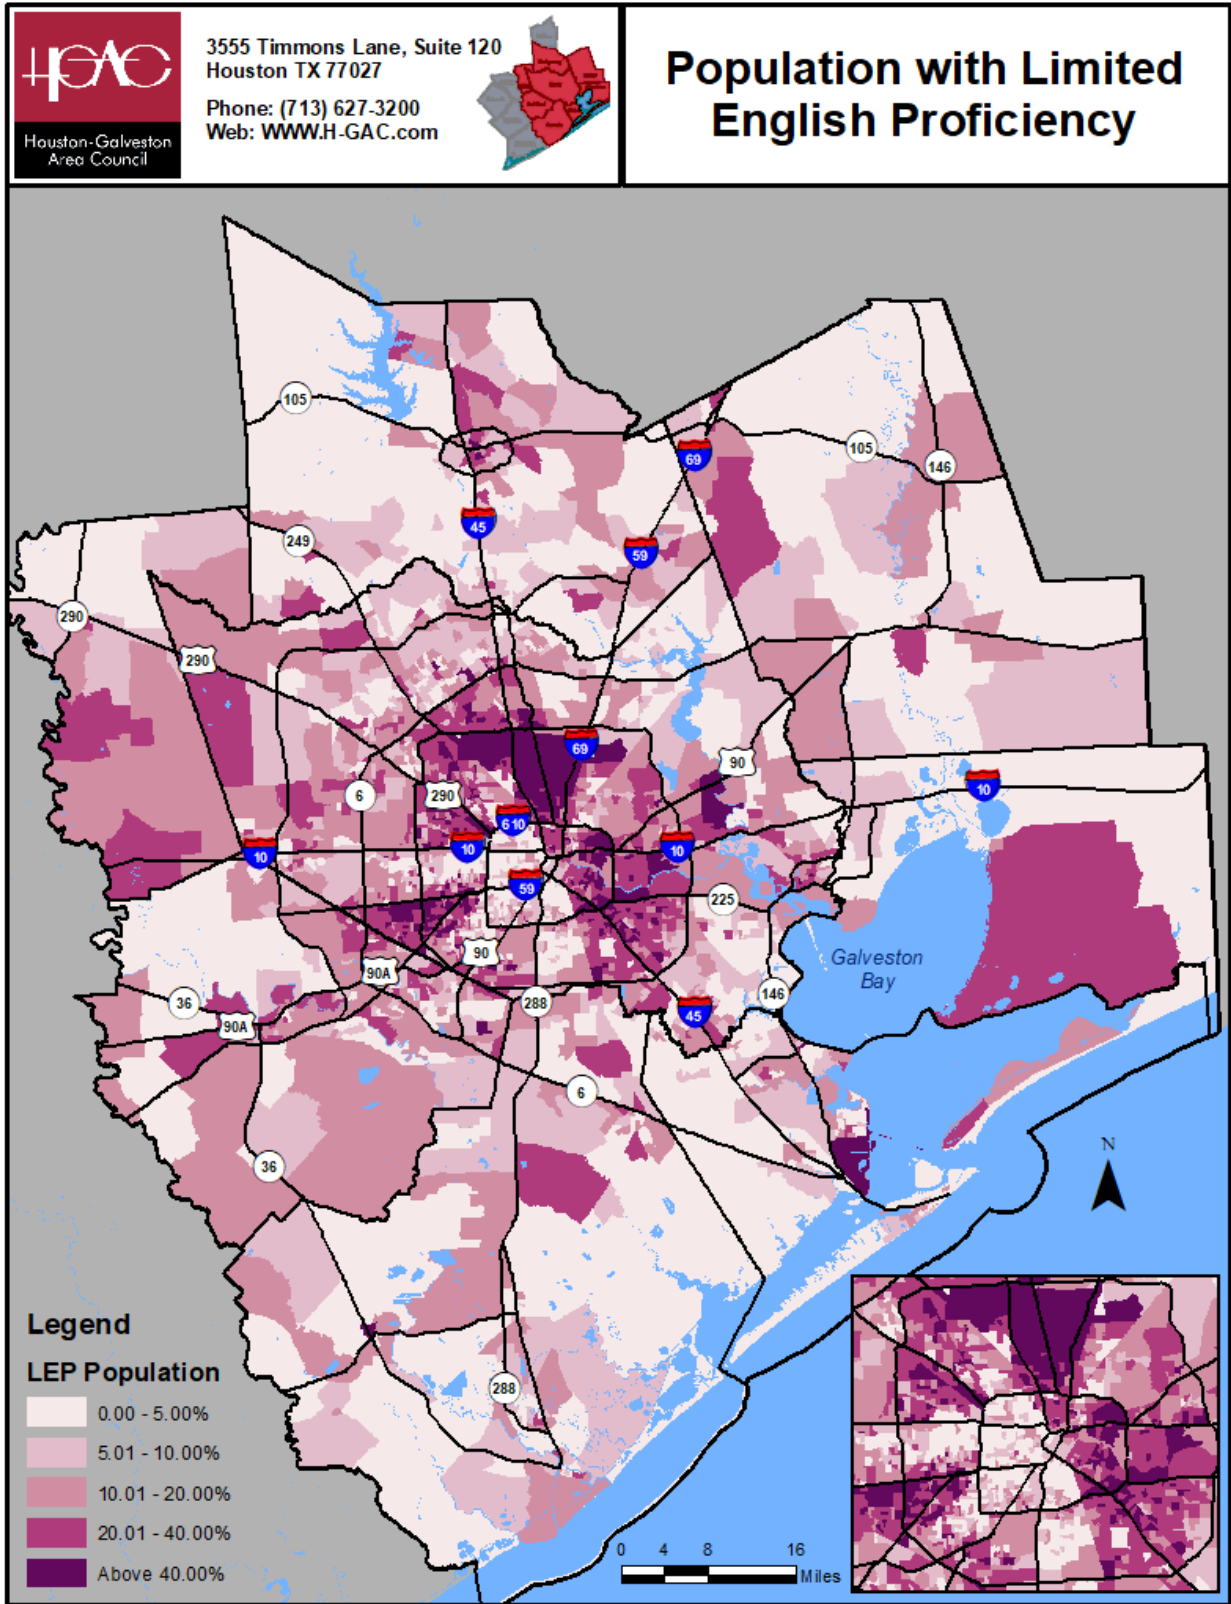 HGAC
Houston-Galveston
Area Council
3555 Timmons Lane, Suite 120
Houston TX 77027
Phone: (713) 627-3200
Web: WWW.H-GAC.com
Population with Limited
English Proficiency
105
69
105
146
45
249
59
290
290
69
90
6
290
10
610
10
10
10
59
225
90
90A
Galveston
Bay
36
288
146
90A
45
6
N
36
288
Legend
LEP Population
0.00 - 5.00%
5.01 - 10.00%
10.01 - 20.00%
20.01 - 40.00%
Above 40.00%
0 4 8 16
Miles